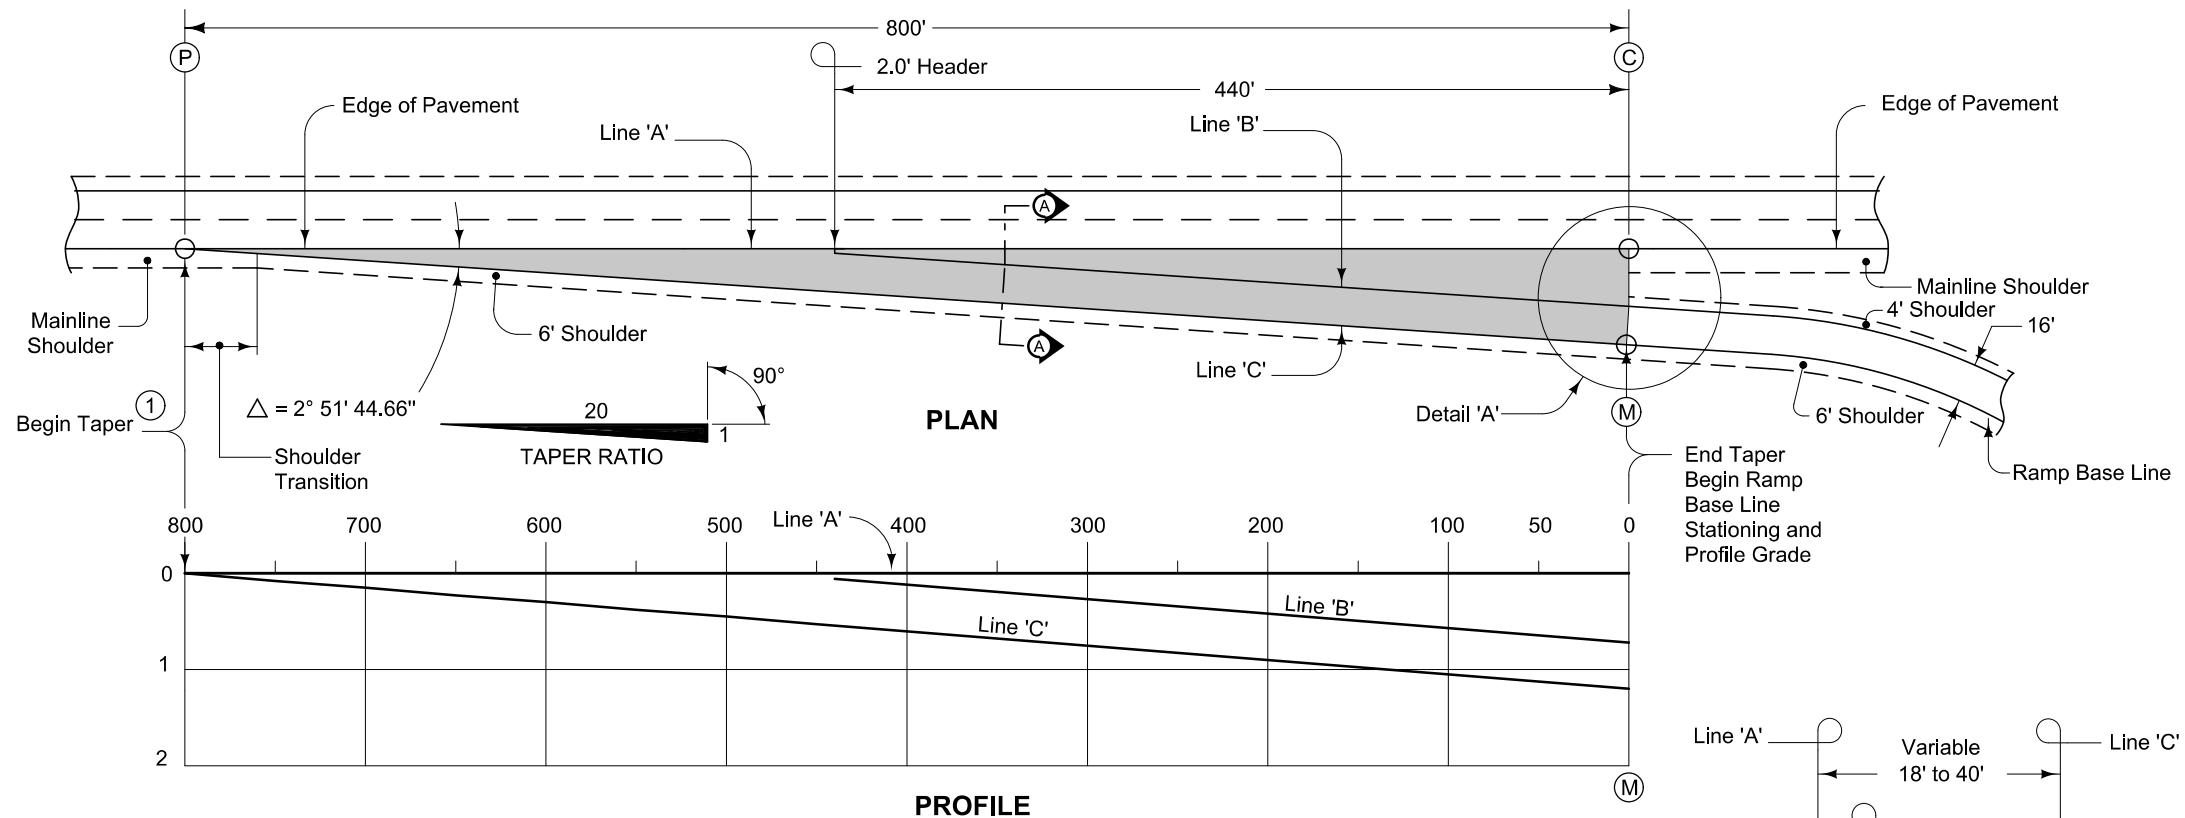 800'
P
C
2.0' Header
440'
Edge of Pavement
Line 'A'
Line 'B'
Edge of Pavement
A
Mainline
Shoulder
6' Shoulder
A
Line 'C'
Mainline Shoulder
4' Shoulder
16'
90°
Begin Taper
1
△ = 2° 51' 44.66"
20
1
TAPER RATIO
PLAN
Detail 'A'
M
6' Shoulder
Shoulder
Transition
End Taper
Begin Ramp
Base Line
Stationing and
Profile Grade
Ramp Base Line
800 700 600 500 Line 'A' 400 300 200 100 50 0
0
Line 'B'
Line 'C'
1
2
M
PROFILE
Line 'A'
Variable
18' to 40'
Line 'C'